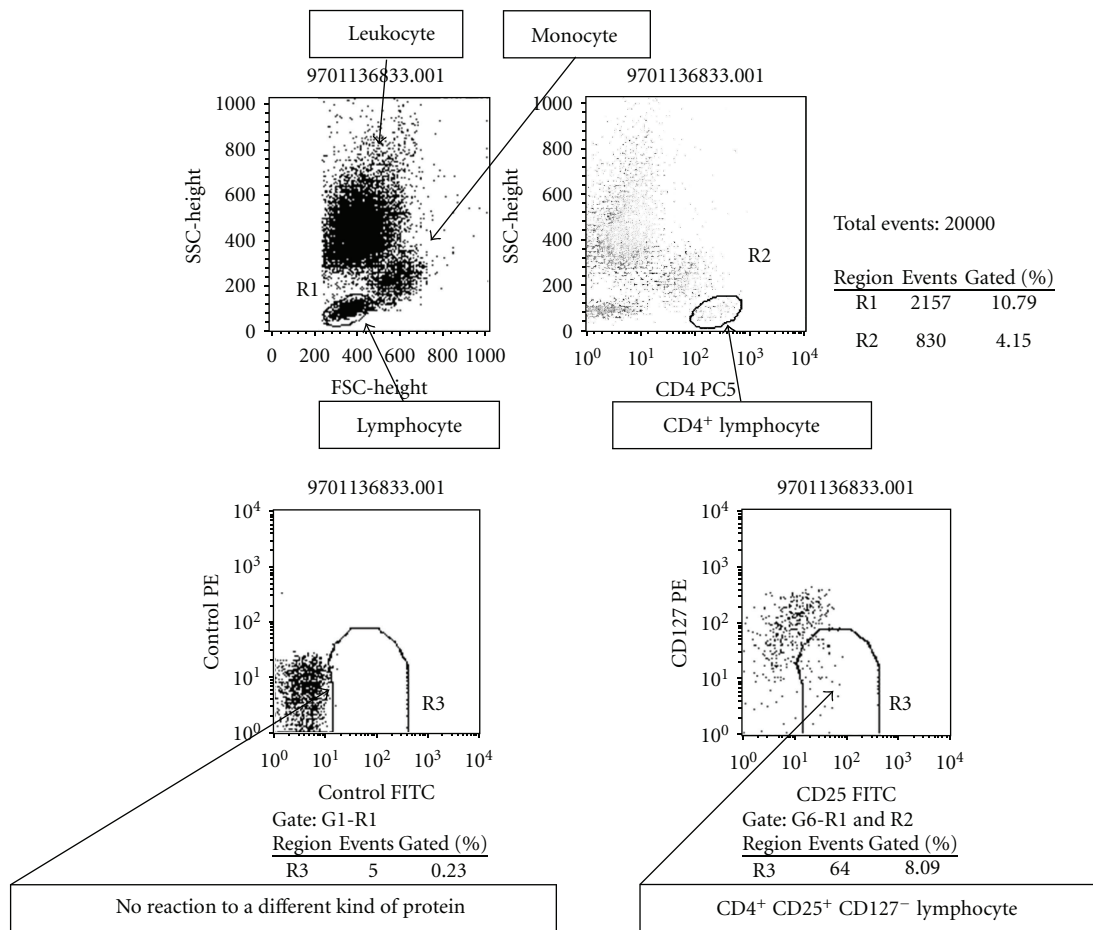 Leukocyte
Monocyte
9701136833.001
9701136833.001
1000
800
600
400
200
0
SSC-height
R1
0 200 400 600 800 1000
FSC-height
1000
800
600
400
200
0
SSC-height
R2
10⁰ 10¹ 10² 10³ 10⁴
CD4 PC5
Total events: 20000
Region Events Gated (%)
R1 2157 10.79
R2 830 4.15
Lymphocyte
CD4⁺ lymphocyte
9701136833.001
9701136833.001
10⁴
10³
10²
10¹
10⁰
Control PE
R3
10⁰ 10¹ 10² 10³ 10⁴
Control FITC
Gate: G1-R1
Region Events Gated (%)
R3 5 0.23
10⁴
10³
10²
10¹
10⁰
CD127 PE
R3
10⁰ 10¹ 10² 10³ 10⁴
CD25 FITC
Gate: G6-R1 and R2
Region Events Gated (%)
R3 64 8.09
No reaction to a different kind of protein
CD4⁺ CD25⁺ CD127⁻ lymphocyte